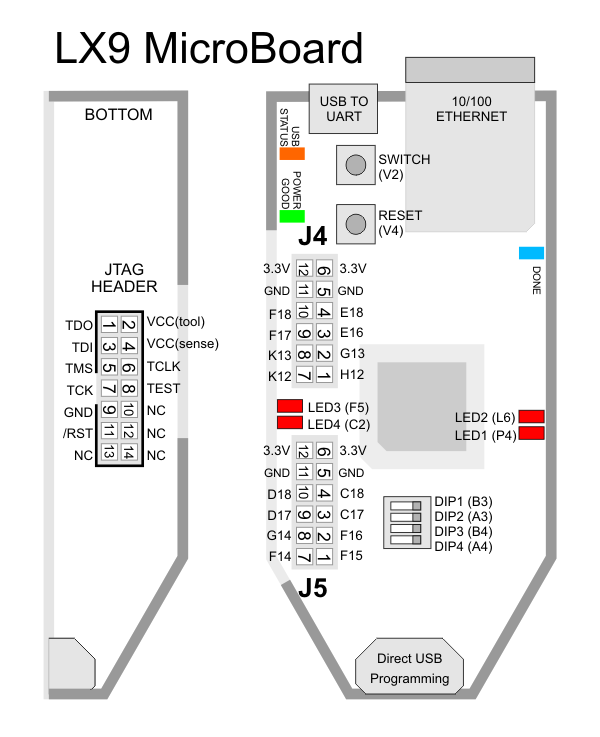 LX9 MicroBoard
BOTTOM
JTAG
HEADER
TDO 1 2 VCC(tool)
TDI 3 4 VCC(sense)
TMS 5 6 TCLK
TCK 7 8 TEST
GND 9 10 NC
/RST 11 12 NC
NC 13 14 NC
USB TO
UART
10/100
ETHERNET
USB
STATUS
SWITCH
(V2)
POWER
GOOD
RESET
(V4)
DONE
J4
3.3V 12 6 3.3V
GND 11 5 GND
F18 10 4 E18
F17 9 3 E16
K13 8 2 G13
K12 7 1 H12
LED3 (F5)
LED4 (C2)
LED2 (L6)
LED1 (P4)
3.3V 12 6 3.3V
GND 11 5 GND
D18 10 4 C18
D17 9 3 C17
G14 8 2 F16
F14 7 1 F15
J5
DIP1 (B3)
DIP2 (A3)
DIP3 (B4)
DIP4 (A4)
Direct USB
Programming